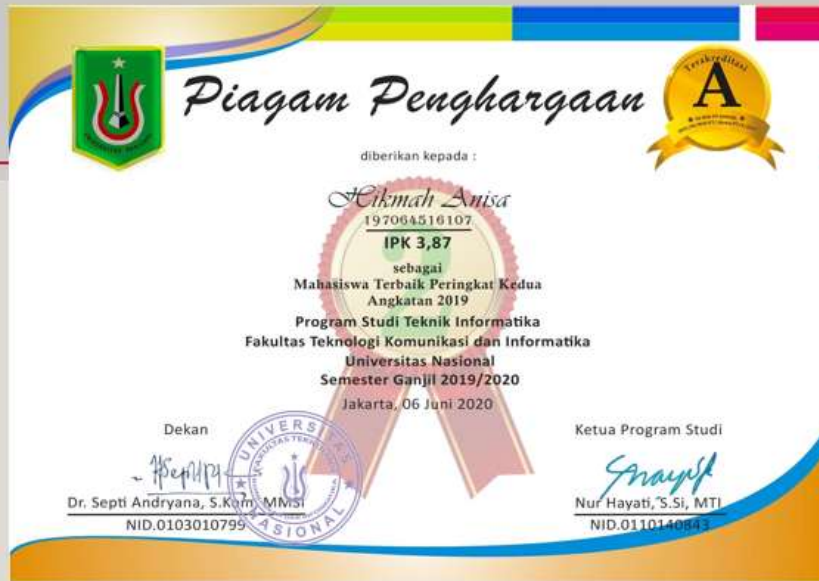 Piagam Penghargaan
Terakreditasi
A
diberikan kepada :
Hikmah Anisa
197064516107
IPK 3,87
sebagai
Mahasiswa Terbaik Peringkat Kedua
Angkatan 2019
Program Studi Teknik Informatika
Fakultas Teknologi Komunikasi dan Informatika
Universitas Nasional
Semester Ganjil 2019/2020
Jakarta, 06 Juni 2020
Dekan
Ketua Program Studi
UNIVERSITAS NASIONAL
Dr. Septi Andryana, S.Kom, MMSI
Nur Hayati, S.Si, MTI
NID.0103010799
NID.0110140843